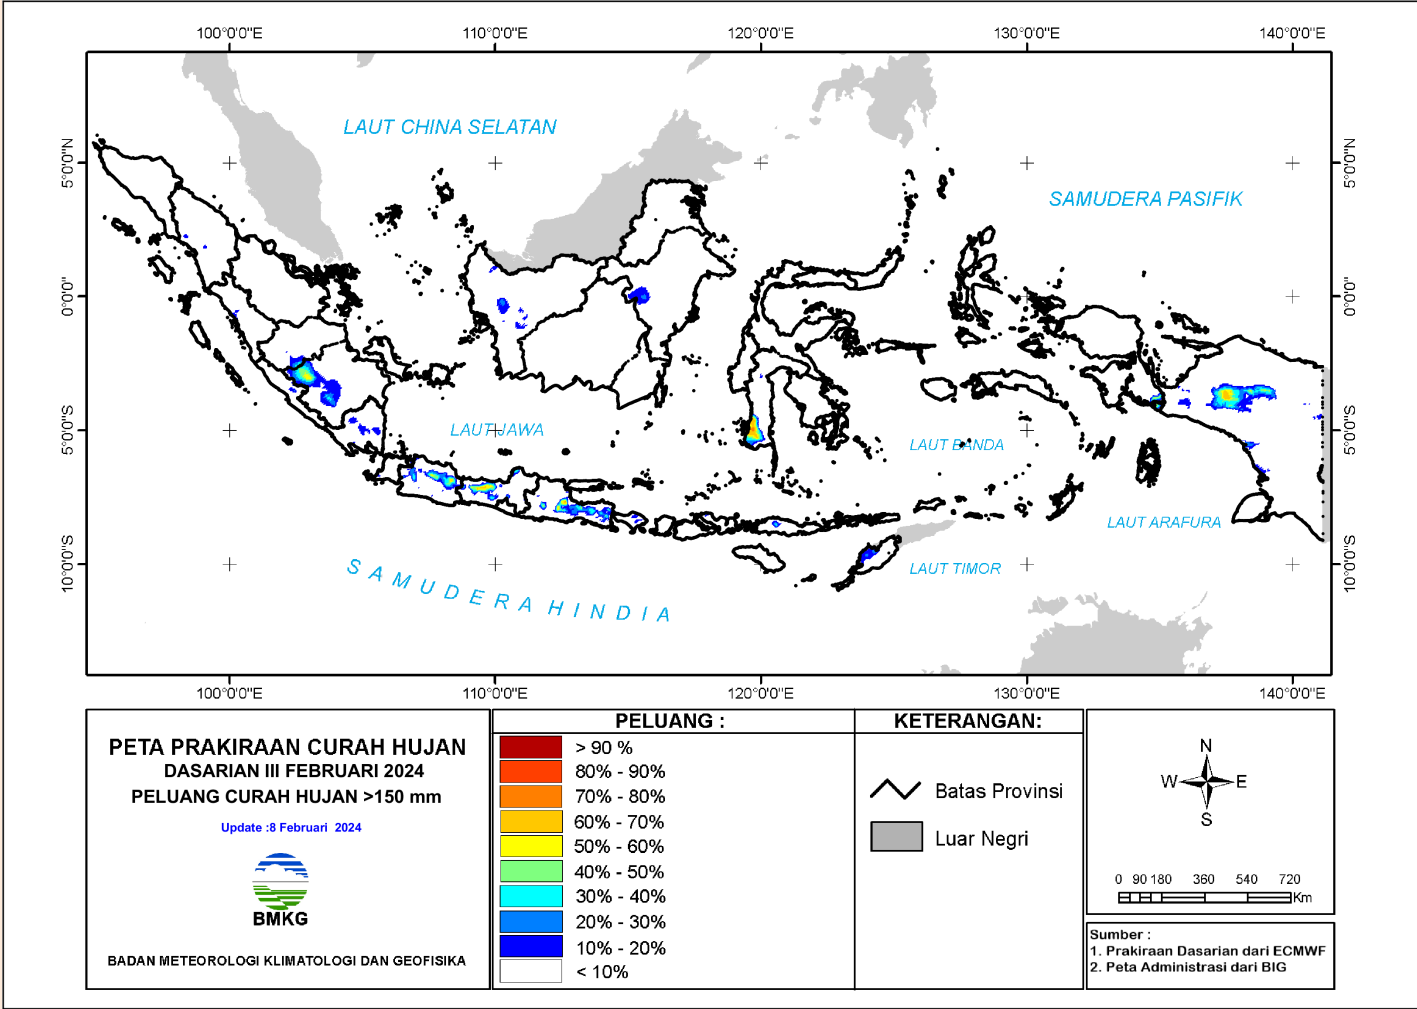 100°0'0"E 110°0'0"E 120°0'0"E 130°0'0"E 140°0'0"E
5°0'0"N 5°0'0"N
0°0'0" 0°0'0"
5°0'0"S 5°0'0"S
10°0'0"S 10°0'0"S
LAUT CHINA SELATAN
SAMUDERA PASIFIK
LAUT JAWA
LAUT BANDA
LAUT ARAFURA
LAUT TIMOR
SAMUDERA HINDIA
100°0'0"E 110°0'0"E 120°0'0"E 130°0'0"E 140°0'0"E
PETA PRAKIRAAN CURAH HUJAN
DASARIAN III FEBRUARI 2024
PELUANG CURAH HUJAN >150 mm
Update :8 Februari 2024
BMKG
BADAN METEOROLOGI KLIMATOLOGI DAN GEOFISIKA
PELUANG :
> 90 %
80% - 90%
70% - 80%
60% - 70%
50% - 60%
40% - 50%
30% - 40%
20% - 30%
10% - 20%
< 10%
KETERANGAN:
Batas Provinsi
Luar Negri
N
W E
S
0 90 180 360 540 720
Km
Sumber :
1. Prakiraan Dasarian dari ECMWF
2. Peta Administrasi dari BIG